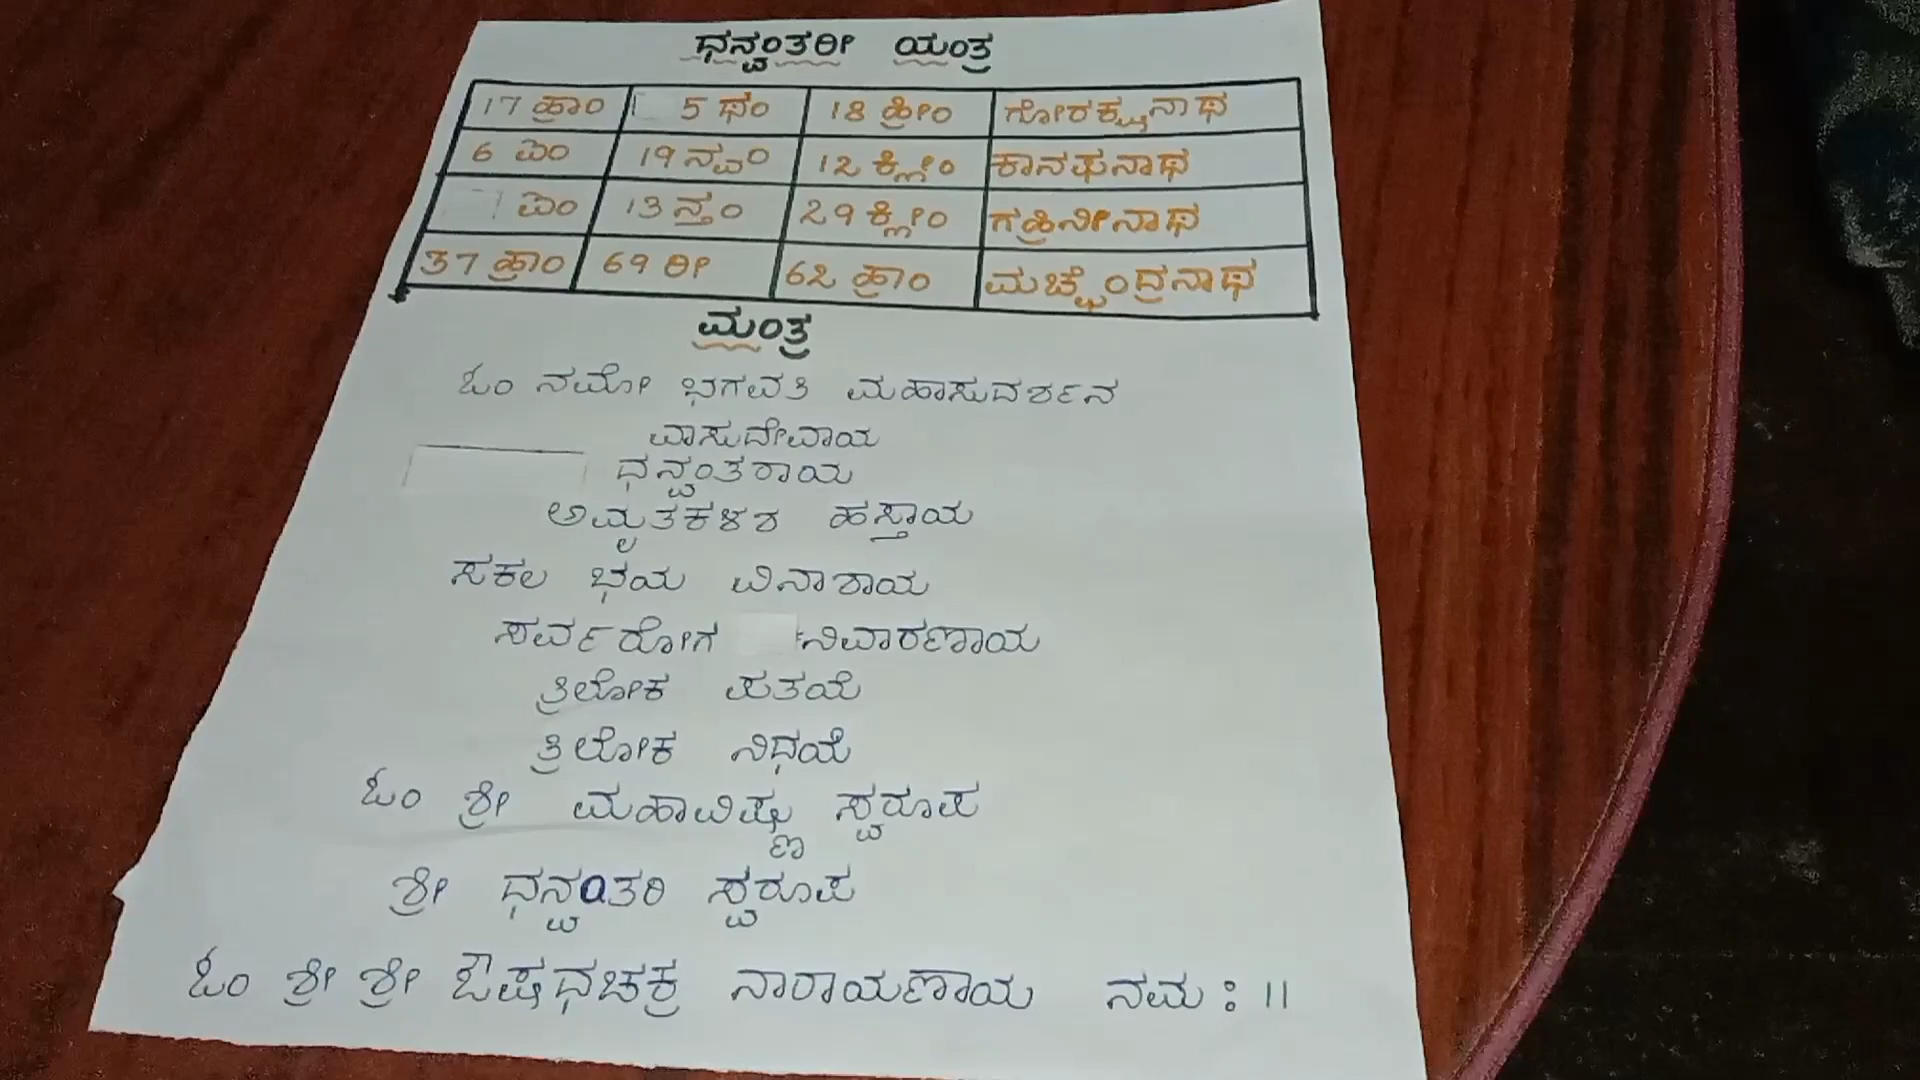 ಧನ್ವಂತರೀ ಯಂತ್ರ
17 ಹ್ರಾಂ 5 ಥಂ 18 ಹ್ರೀಂ ಗೋರಕ್ಷನಾಥ
6 ಐಂ 19 ನ್ವಂ 12 ಕ್ಲೀಂ ಕಾನಫನಾಥ
7 ಐಂ 13 ನ್ತಂ 29 ಕ್ಲೀಂ ಗಹಿನೀನಾಥ
37 ಹ್ರಾಂ 69 ರೀ 62 ಹ್ರಾಂ ಮಚ್ಛೇಂದ್ರನಾಥ
ಮಂತ್ರ
ಓಂ ನಮೋ ಭಗವತಿ ಮಹಾಸುದರ್ಶನ
ವಾಸುದೇವಾಯ
ಧನ್ವಂತರಾಯ
ಅಮೃತಕಳಶ ಹಸ್ತಾಯ
ಸಕಲ ಭಯ ವಿನಾಶಾಯ
ಸರ್ವರೋಗ ನಿವಾರಣಾಯ
ತ್ರಿಲೋಕ ಪತಯೆ
ತ್ರಿಲೋಕ ನಿಧಯೆ
ಓಂ ಶ್ರೀ ಮಹಾವಿಷ್ಣು ಸ್ವರೂಪ
ಶ್ರೀ ಧನ್ವಂತರಿ ಸ್ವರೂಪ
ಓಂ ಶ್ರೀ ಶ್ರೀ ಔಷಧಚಕ್ರ ನಾರಾಯಣಾಯ ನಮಃ ||